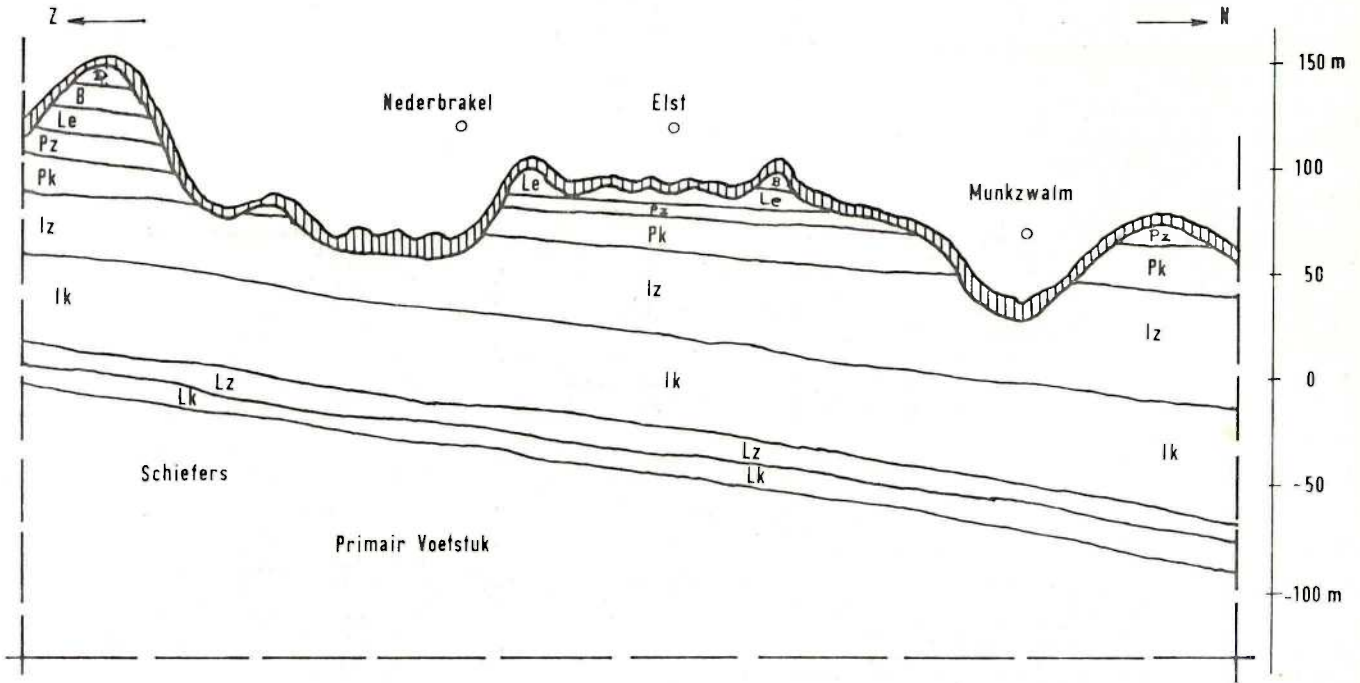 Z
N
150 m
D
B
Le
Pz
Pk
Iz
Ik
Nederbrakel
Elst
Munkzwalm
100
Le
B
Le
Pz
Pk
Iz
Pz
Pk
Iz
50
0
Ik
Ik
Lz
Lk
Lz
Lk
-50
Schiefers
Primair Voetstuk
-100 m